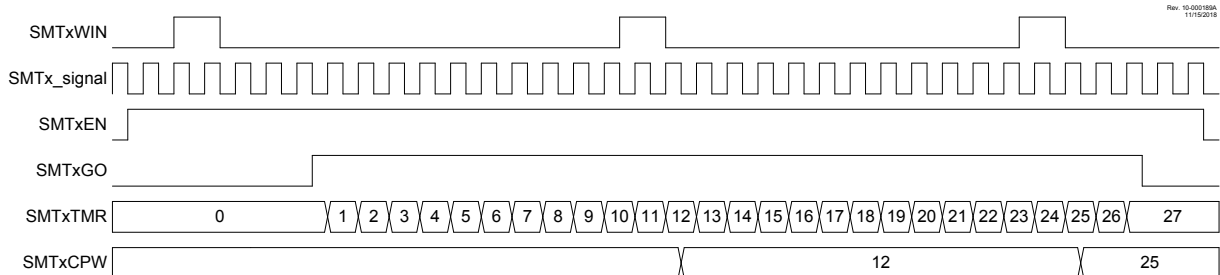 Rev. 10-000189A
11/15/2018
SMTxWIN
SMTx_signal
SMTxEN
SMTxGO
SMTxTMR 0 1 2 3 4 5 6 7 8 9 10 11 12 13 14 15 16 17 18 19 20 21 22 23 24 25 26 27
SMTxCPW 12 25